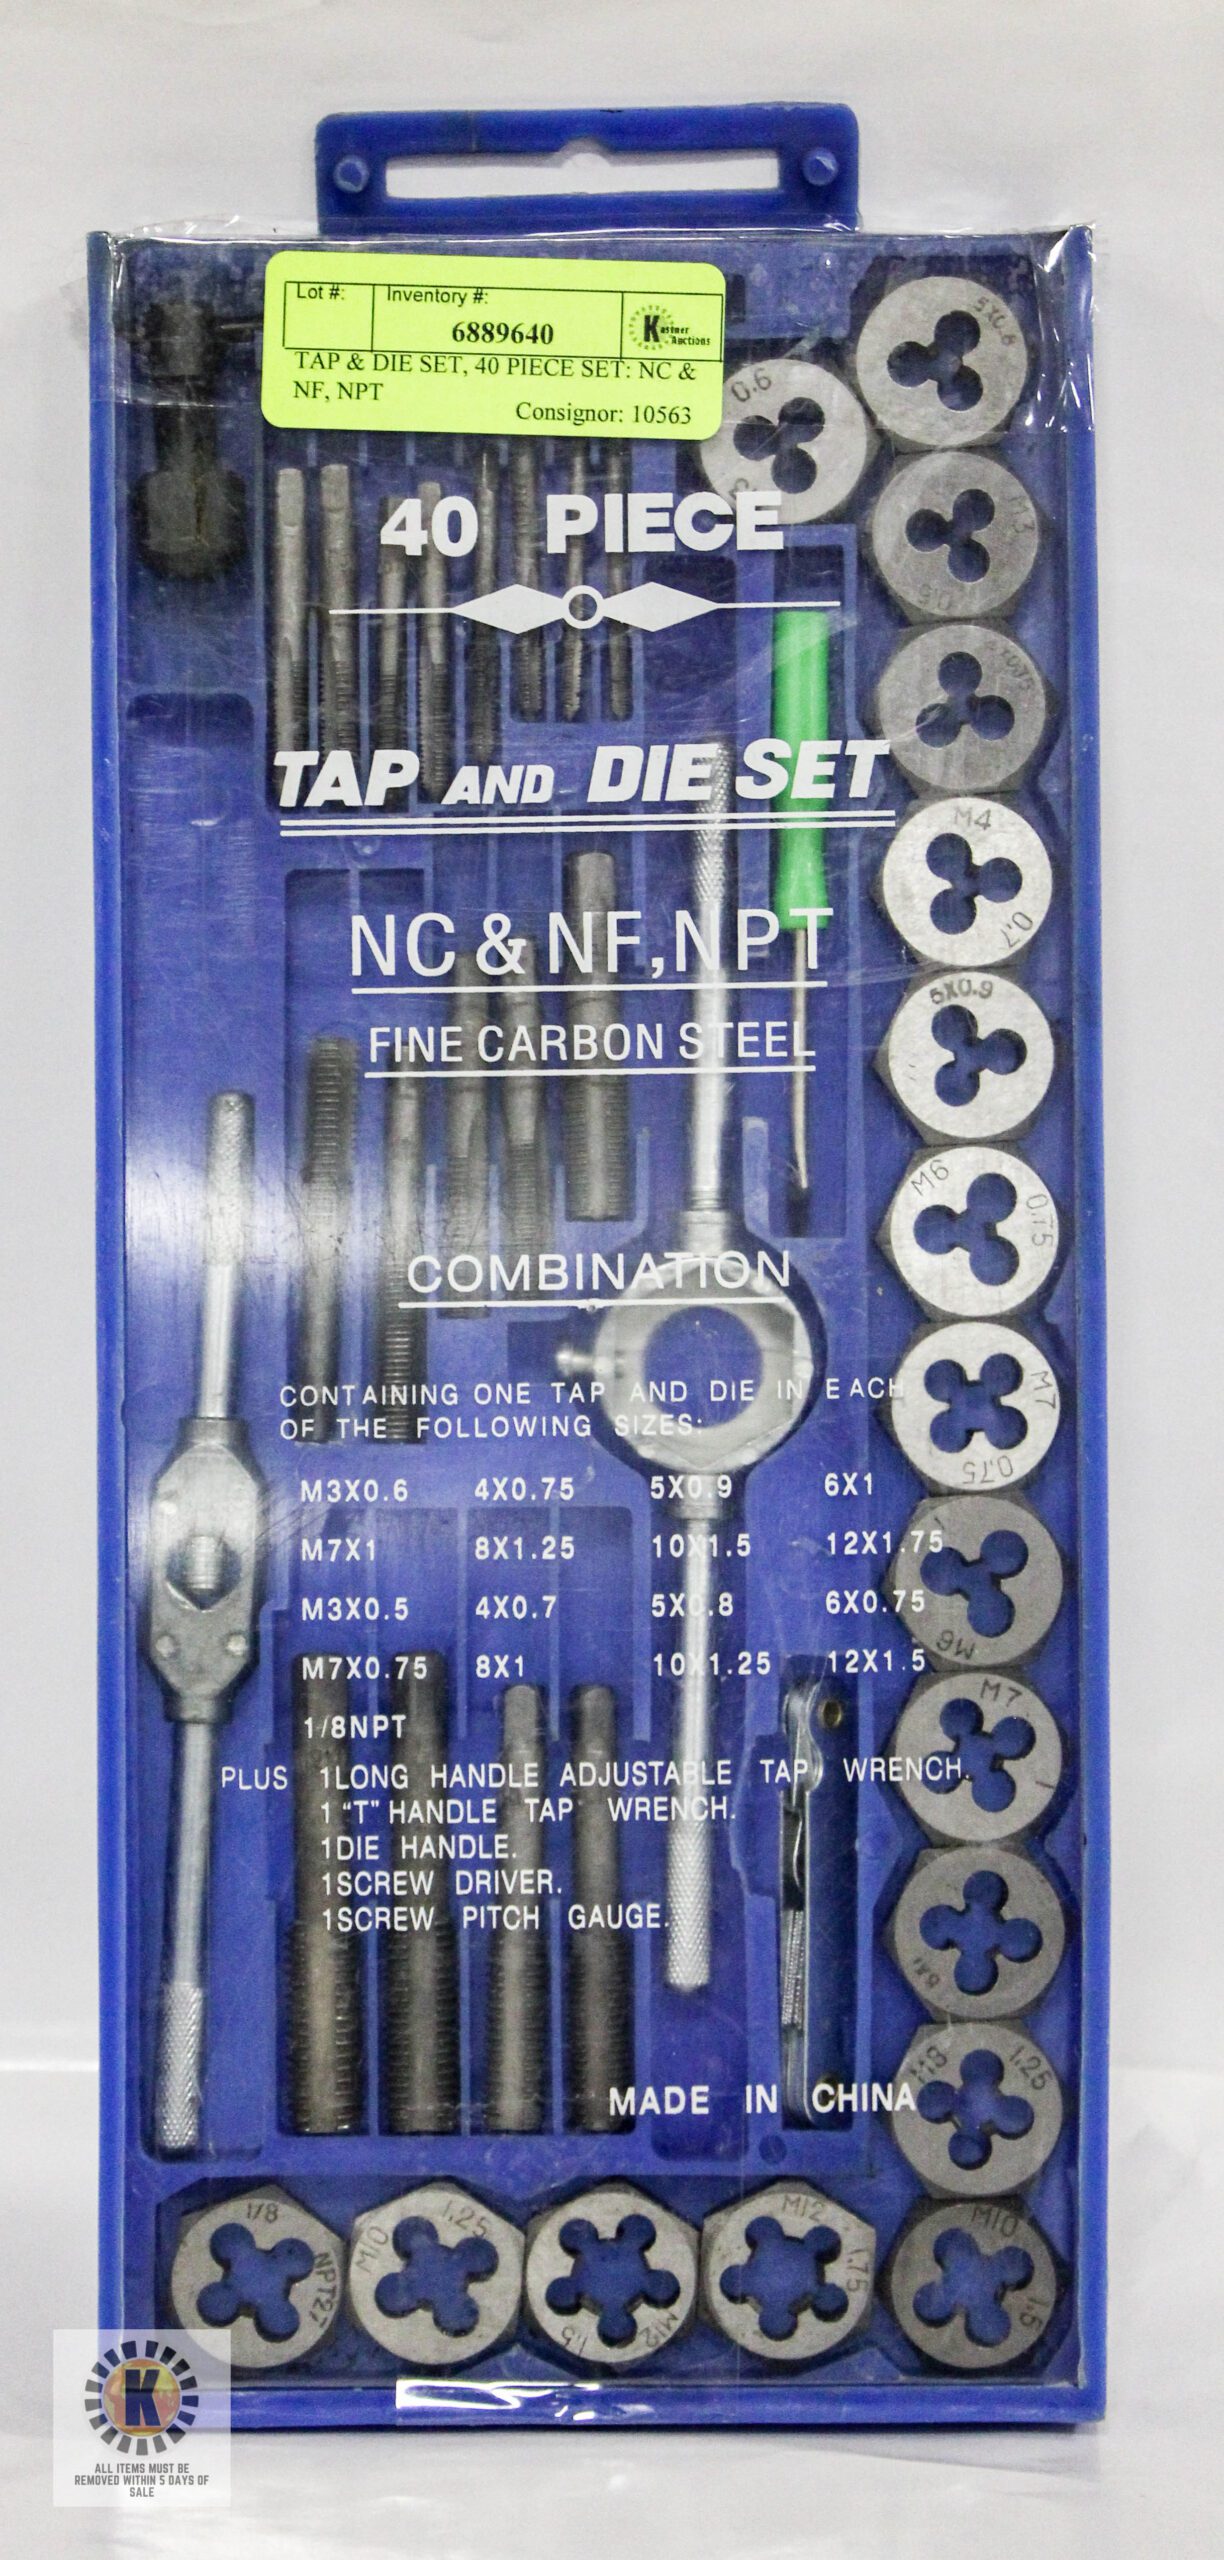 Lot #: Inventory #:
6889640
Kastner Auctions
TAP & DIE SET, 40 PIECE SET: NC &
NF, NPT
Consignor: 10563
5X0.8
0.6
3
40 PIECE
M3
TAP AND DIE SET
M4
0.7
NC & NF,NPT
5X0.9
FINE CARBON STEEL
M6
0.75
COMBINATION
M7
0.75
CONTAINING ONE TAP AND DIE IN EACH
OF THE FOLLOWING SIZES:
M3X0.6 4X0.75 5X0.9 6X1
M7X1 8X1.25 10X1.5 12X1.75
M3X0.5 4X0.7 5X0.8 6X0.75
M6
M7X0.75 8X1 10X1.25 12X1.5
M7
1
1/8NPT
PLUS 1LONG HANDLE ADJUSTABLE TAP WRENCH.
1 "T" HANDLE TAP WRENCH.
1DIE HANDLE.
1SCREW DRIVER.
1SCREW PITCH GAUGE.
M8
1.25
MADE IN CHINA
1/8
NPT27
M10
1.25
M12
1.5
M12
1.75
M10
1.5
K
ALL ITEMS MUST BE
REMOVED WITHIN 5 DAYS OF
SALE